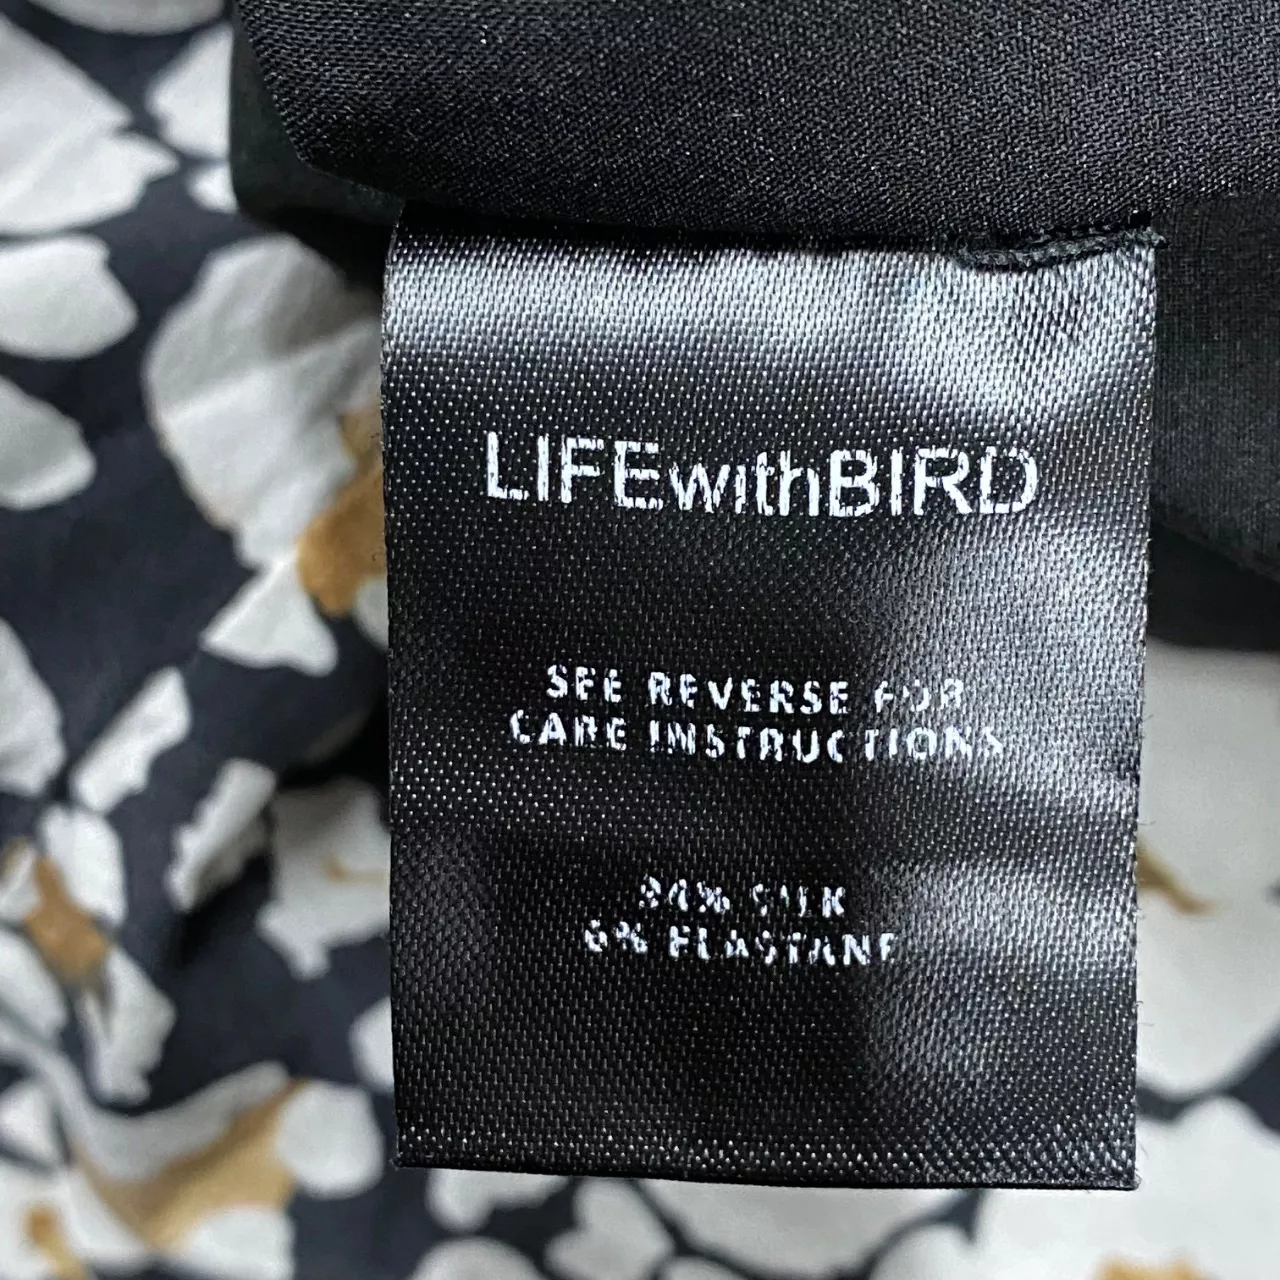 LIFEwithBIRD
SEE REVERSE FOR
CARE INSTRUCTIONS
94% SILK
6% ELASTANE